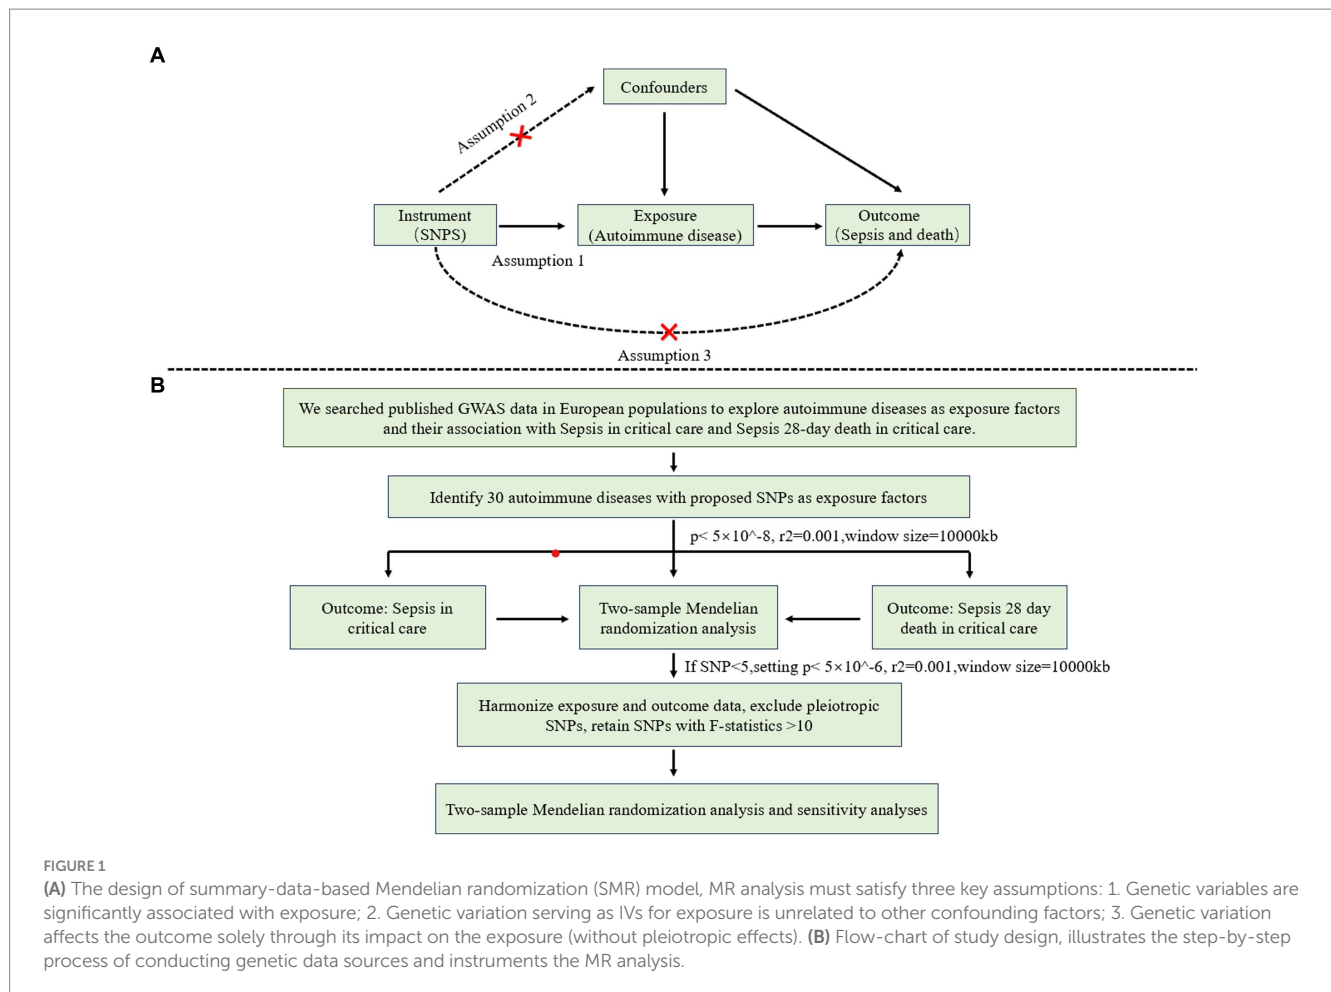 A
Confounders
Assumption 2
Instrument
（SNPS）
Exposure
(Autoimmune disease)
Outcome
（Sepsis and death）
Assumption 1
Assumption 3
B
We searched published GWAS data in European populations to explore autoimmune diseases as exposure factors
and their association with Sepsis in critical care and Sepsis 28-day death in critical care.
Identify 30 autoimmune diseases with proposed SNPs as exposure factors
p< 5×10^-8, r2=0.001,window size=10000kb
Outcome: Sepsis in
critical care
Two-sample Mendelian
randomization analysis
Outcome: Sepsis 28 day
death in critical care
If SNP<5,setting p< 5×10^-6, r2=0.001,window size=10000kb
Harmonize exposure and outcome data, exclude pleiotropic
SNPs, retain SNPs with F-statistics >10
Two-sample Mendelian randomization analysis and sensitivity analyses
FIGURE 1
(A) The design of summary-data-based Mendelian randomization (SMR) model, MR analysis must satisfy three key assumptions: 1. Genetic variables are
significantly associated with exposure; 2. Genetic variation serving as IVs for exposure is unrelated to other confounding factors; 3. Genetic variation
affects the outcome solely through its impact on the exposure (without pleiotropic effects). (B) Flow-chart of study design, illustrates the step-by-step
process of conducting genetic data sources and instruments the MR analysis.